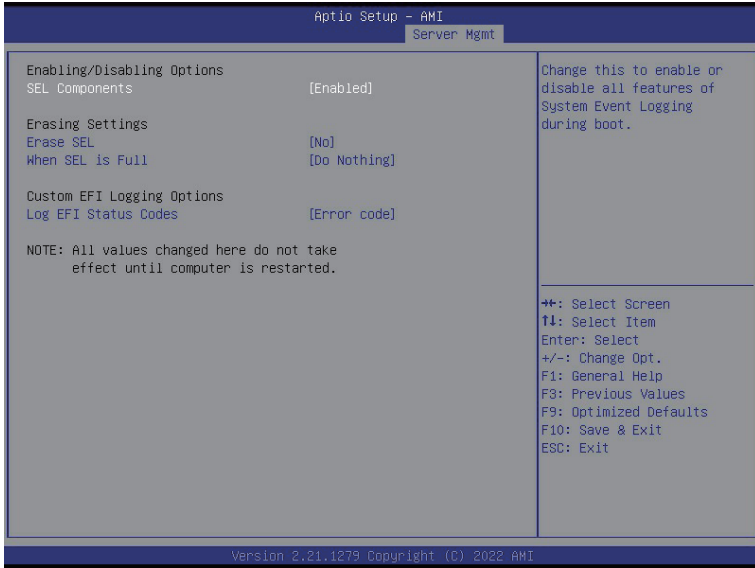 Aptio Setup – AMI
Server Mgmt
Enabling/Disabling Options
SEL Components [Enabled]
Erasing Settings
Erase SEL [No]
When SEL is Full [Do Nothing]
Custom EFI Logging Options
Log EFI Status Codes [Error code]
NOTE: All values changed here do not take
effect until computer is restarted.
Change this to enable or
disable all features of
System Event Logging
during boot.
→←: Select Screen
↑↓: Select Item
Enter: Select
+/-: Change Opt.
F1: General Help
F3: Previous Values
F9: Optimized Defaults
F10: Save & Exit
ESC: Exit
Version 2.21.1279 Copyright (C) 2022 AMI